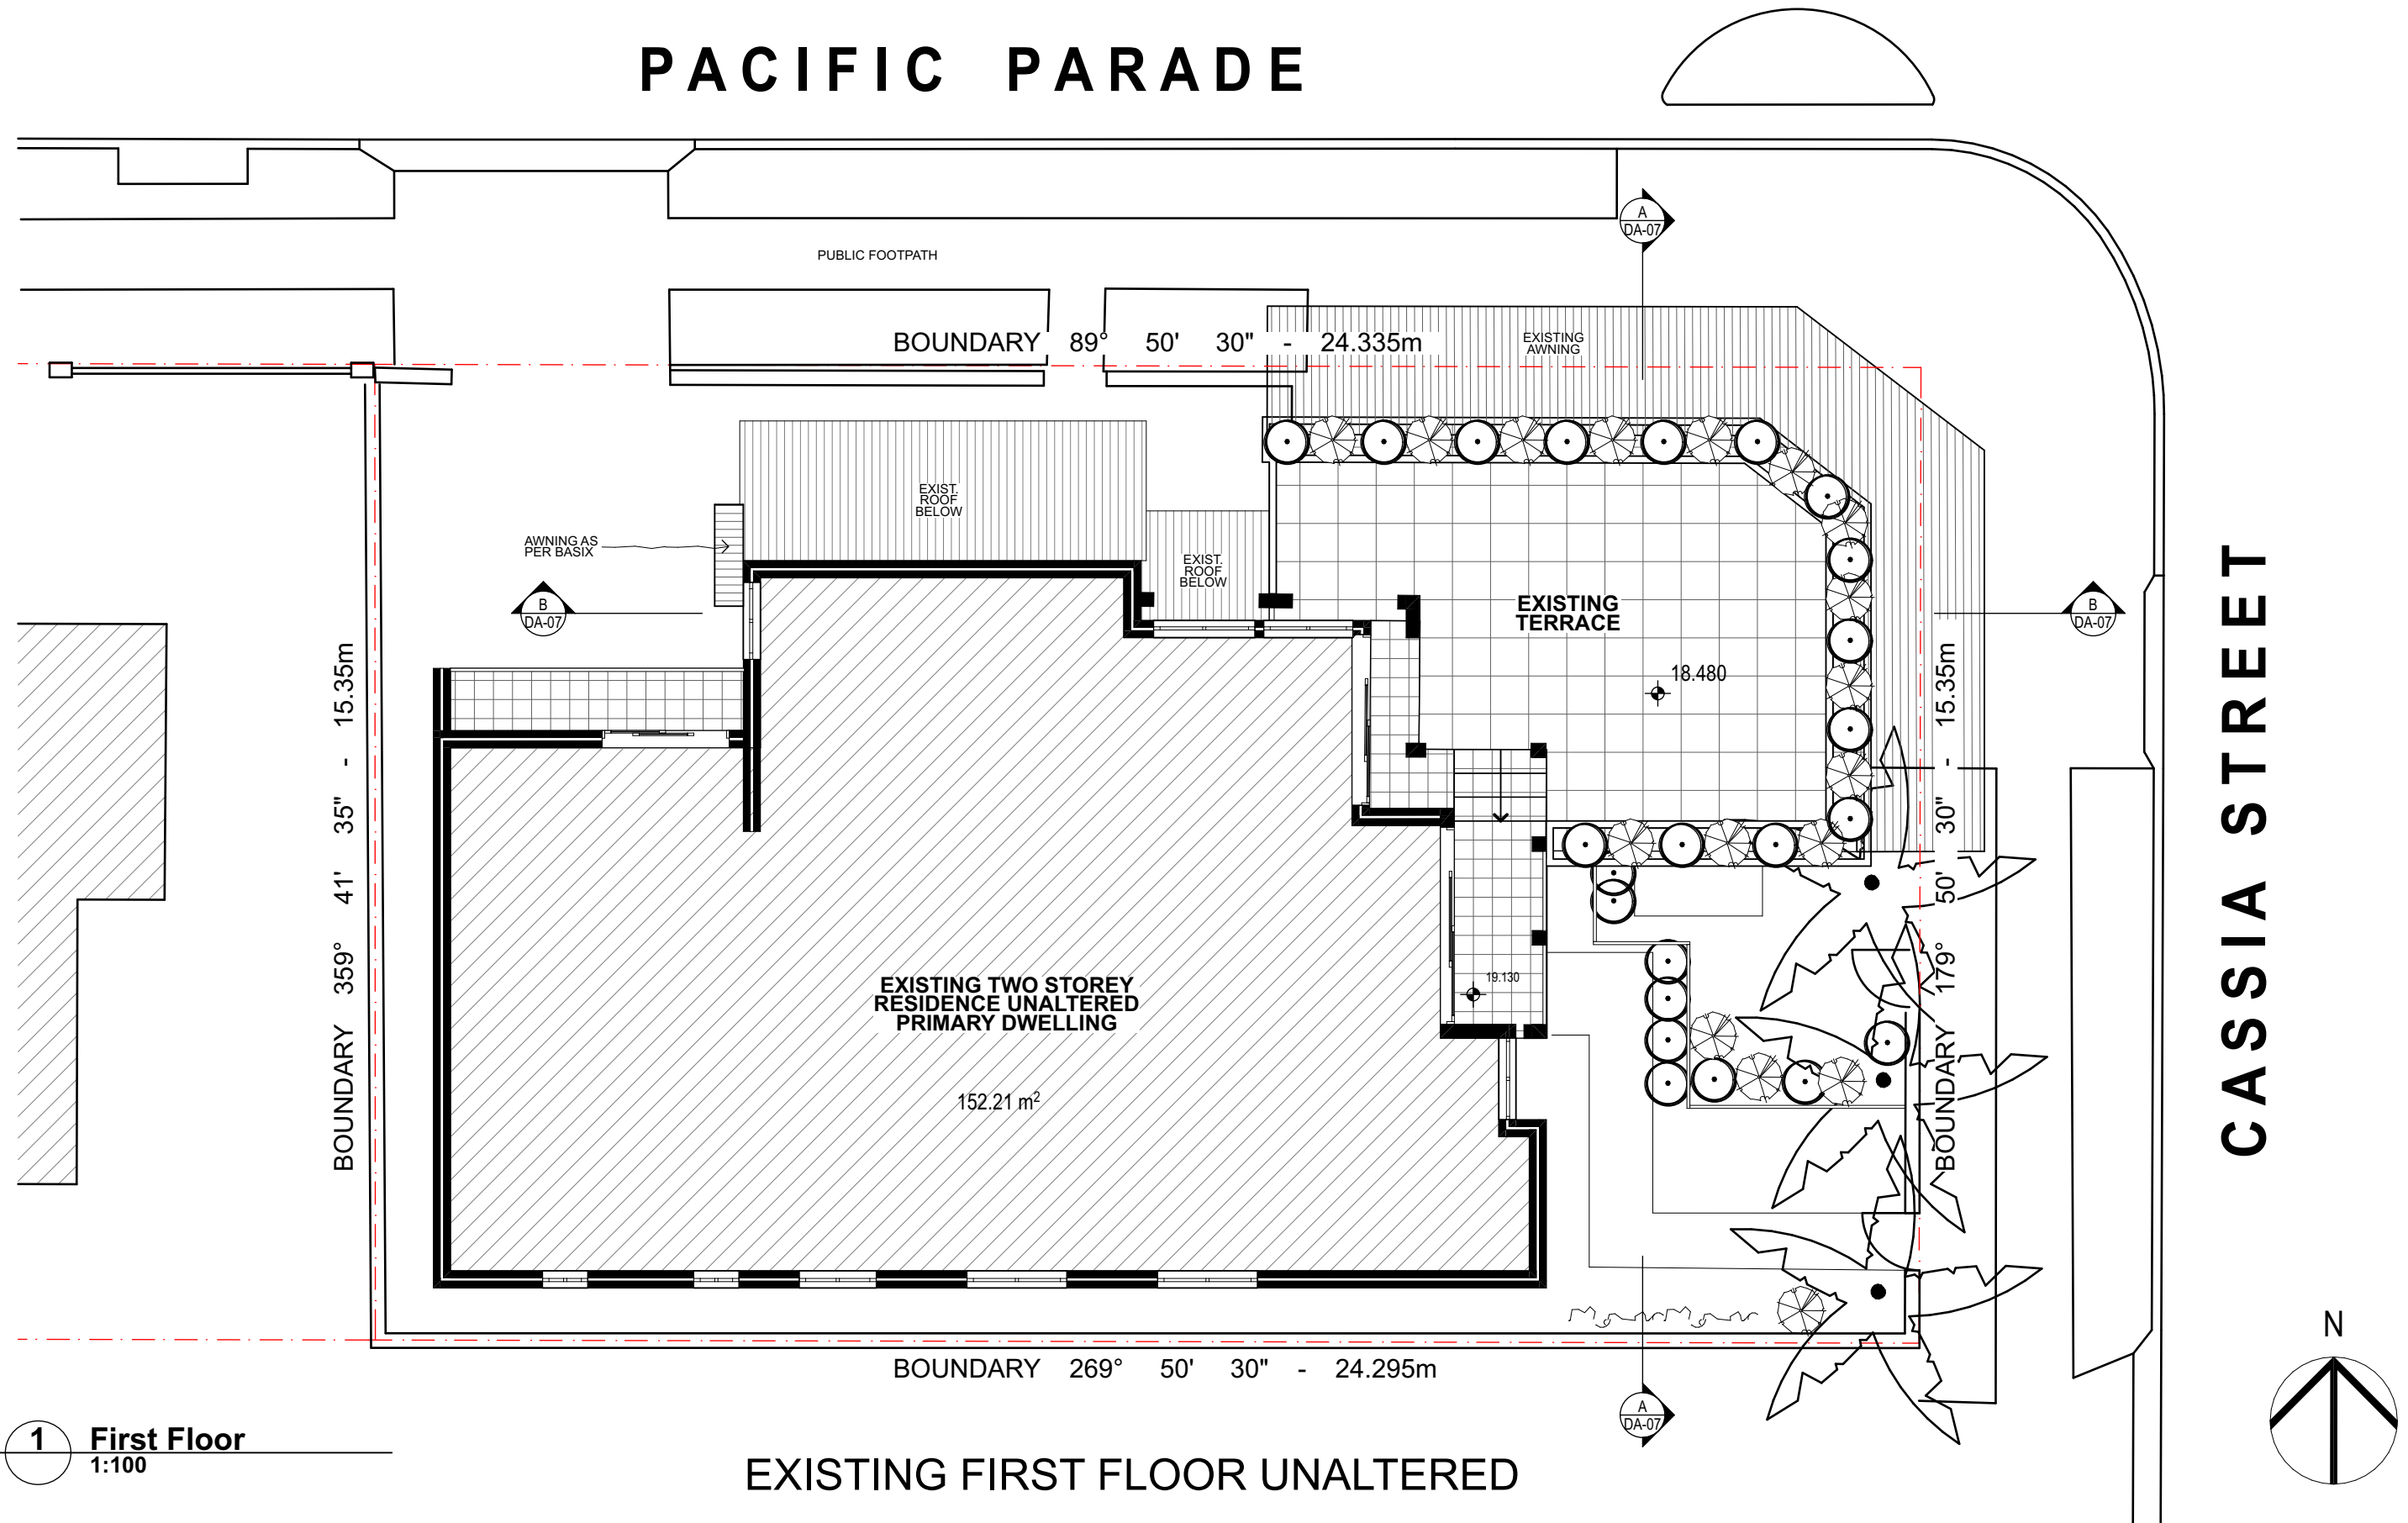 PACIFIC PARADE
A
DA-07
PUBLIC FOOTPATH
BOUNDARY 89° 50' 30" - 24.335m
EXISTING
AWNING
EXIST.
ROOF
BELOW
AWNING AS
PER BASIX
EXIST.
ROOF
BELOW
B
DA-07
EXISTING
TERRACE
B
DA-07
18.480
BOUNDARY 359° 41' 35" - 15.35m
BOUNDARY 179° 50' 30" - 15.35m
CASSIA STREET
19.130
EXISTING TWO STOREY
RESIDENCE UNALTERED
PRIMARY DWELLING
152.21 m²
BOUNDARY 269° 50' 30" - 24.295m
A
DA-07
N
1
First Floor
1:100
EXISTING FIRST FLOOR UNALTERED